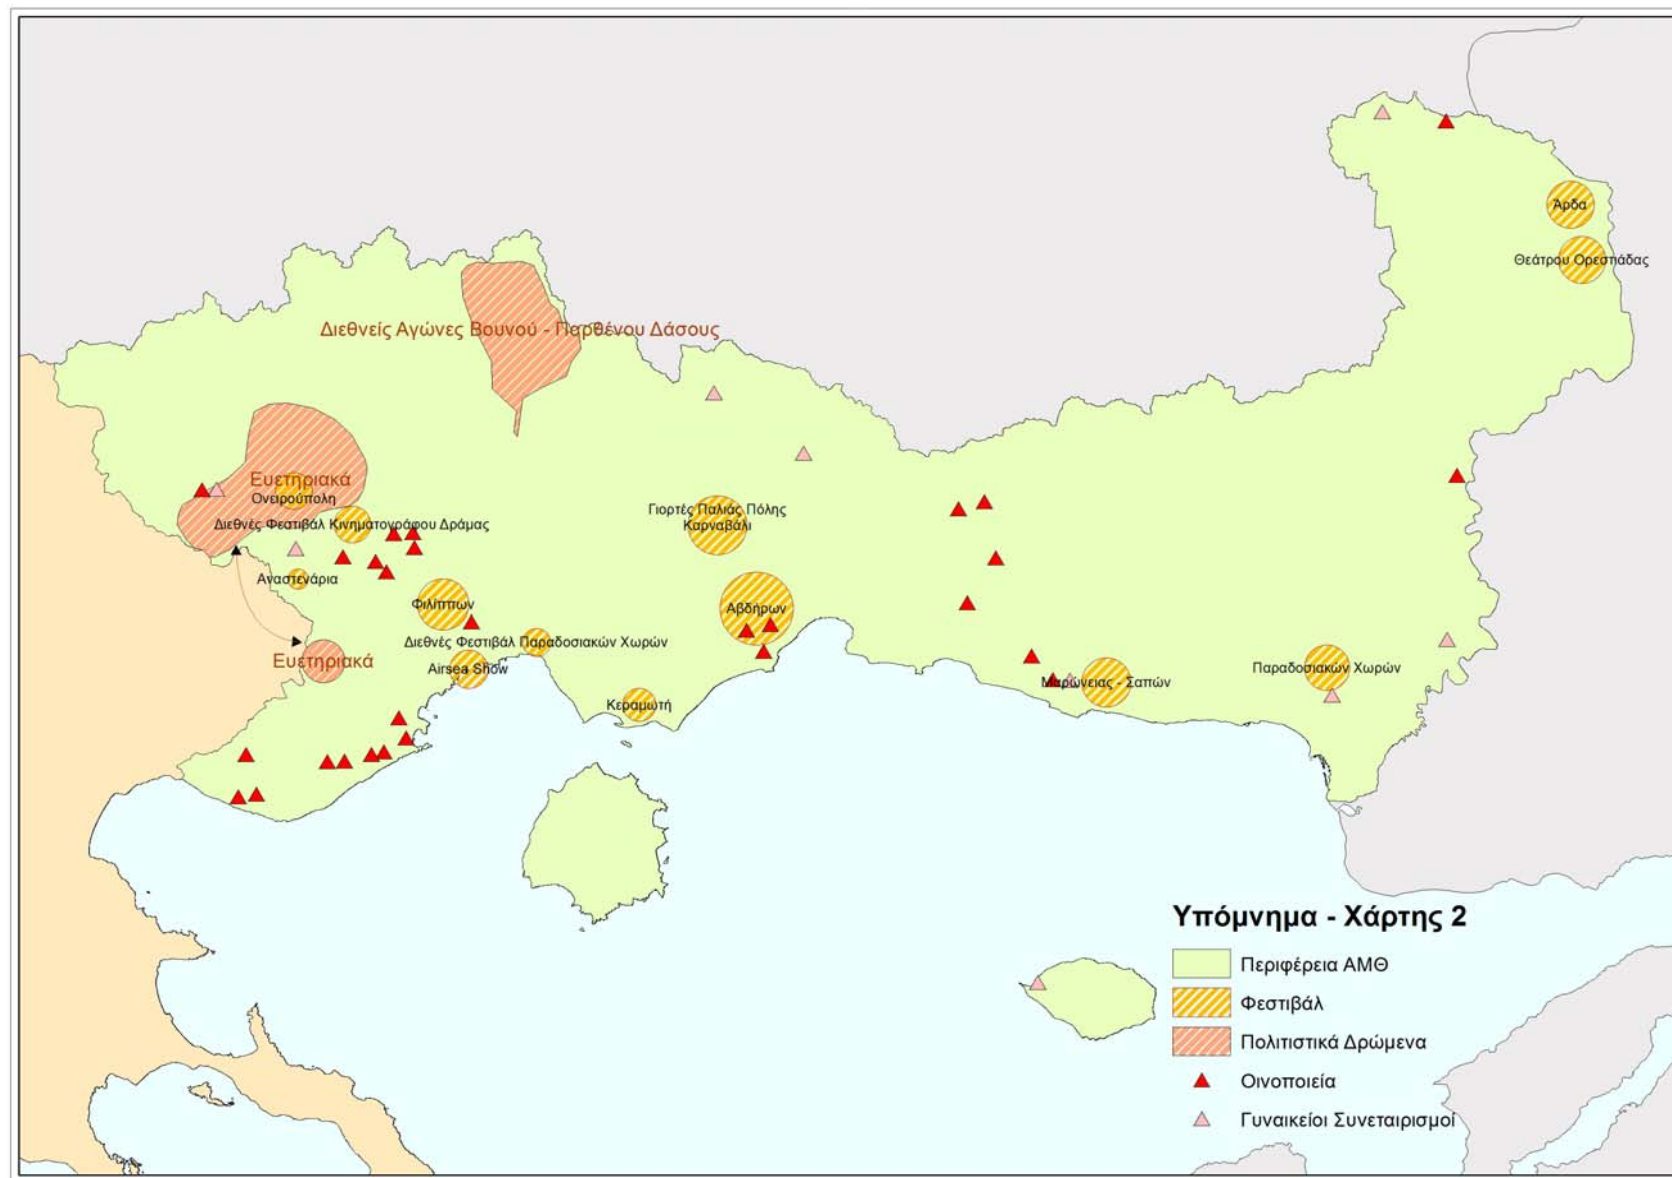 Άρδα
Θεάτρου Ορεστιάδας
Διεθνείς Αγώνες Βουνού - Παρθένου Δάσους
Ευετηριακά
Ονειρούπολη
Διεθνές Φεστιβάλ Κινηματογράφου Δράμας
Γιορτές Παλιάς Πόλης
Καρναβάλι
Αναστενάρια
Φιλίππων
Αβδήρων
Διεθνές Φεστιβάλ Παραδοσιακών Χορών
Ευετηριακά
Airsea Show
Κεραμωτή
Μαρώνειας - Σαπών
Παραδοσιακών Χωρών
Υπόμνημα - Χάρτης 2
Περιφέρεια ΑΜΘ
Φεστιβάλ
Πολιτιστικά Δρώμενα
Οινοποιεία
Γυναικείοι Συνεταιρισμοί